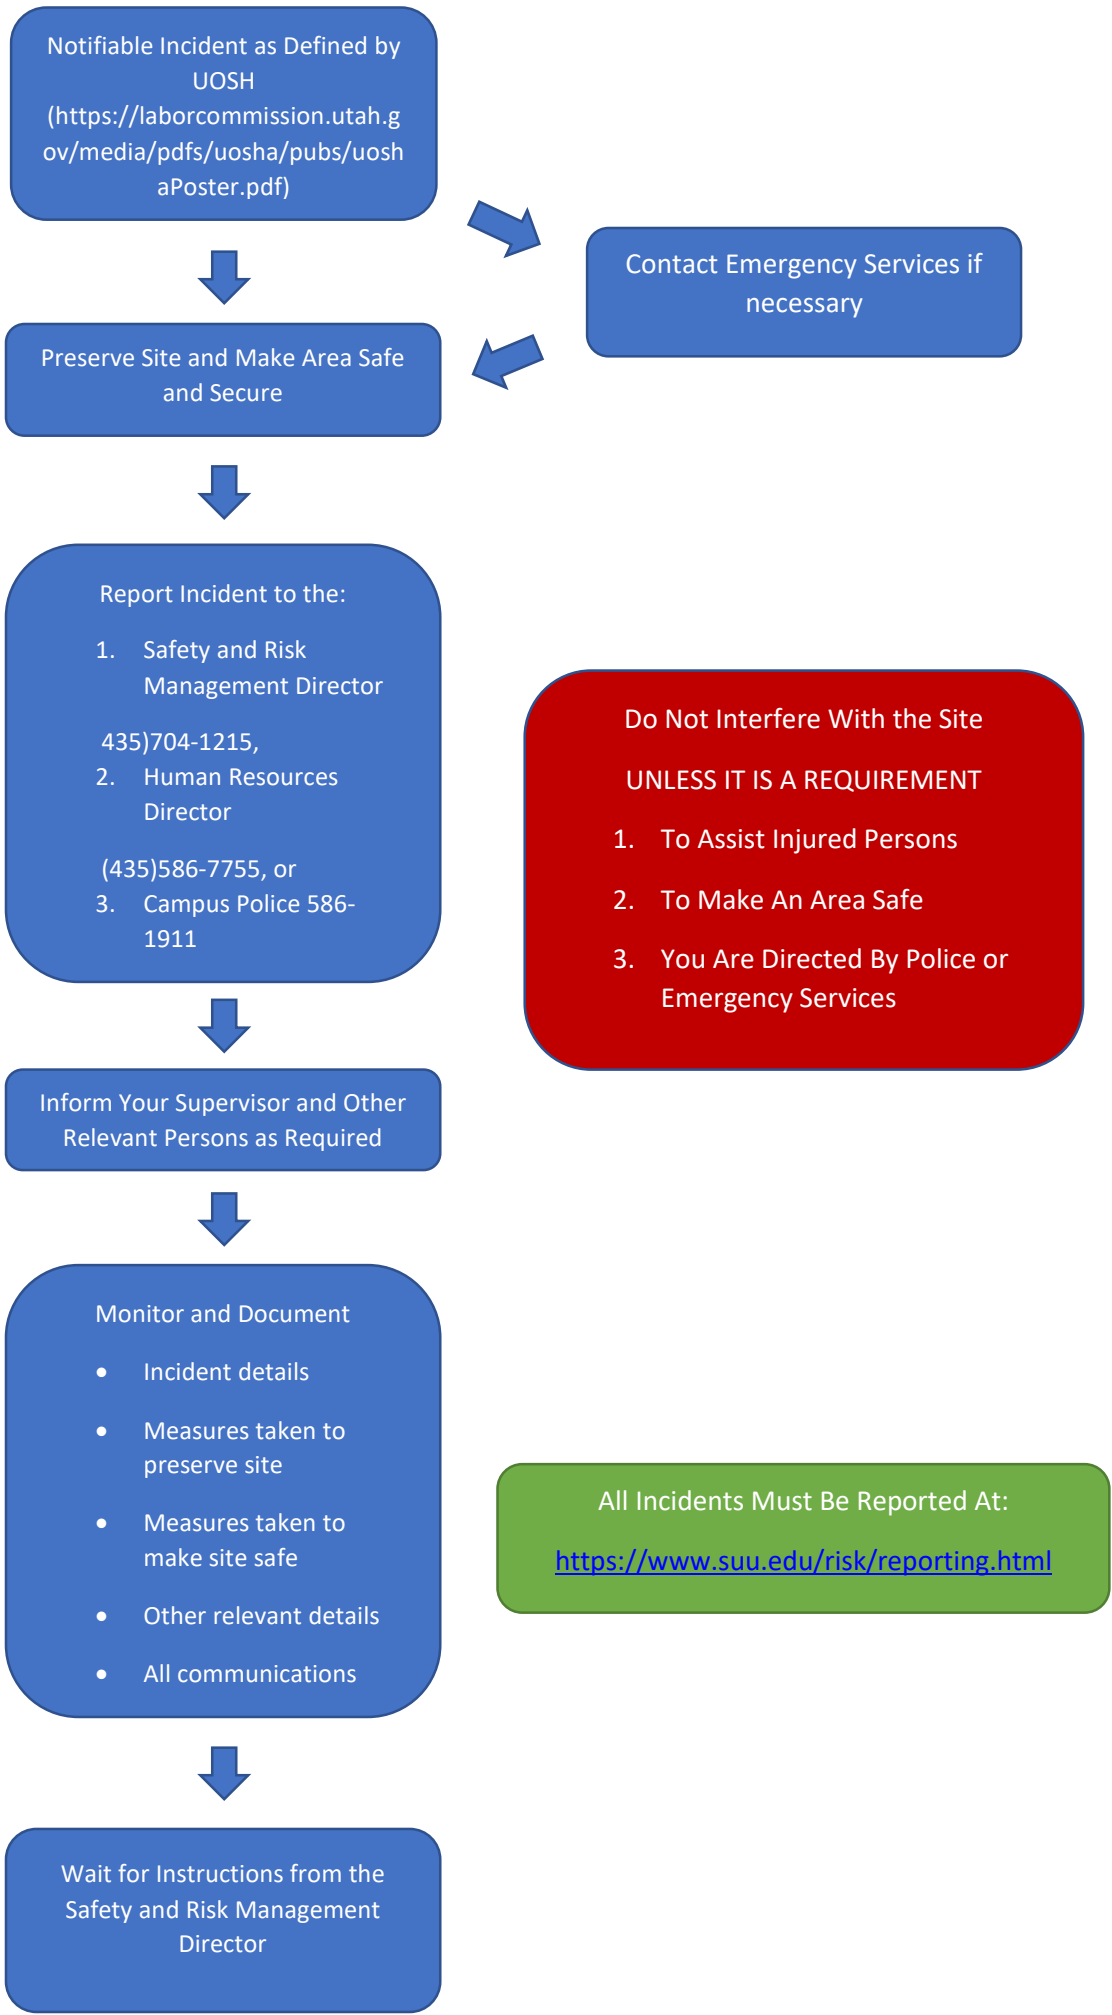 Notifiable Incident as Defined by
UOSH
(https://laborcommission.utah.g
ov/media/pdfs/uosha/pubs/uosh
aPoster.pdf)
Contact Emergency Services if
necessary
Preserve Site and Make Area Safe
and Secure
Report Incident to the:
1. Safety and Risk
Management Director
435)704-1215,
2. Human Resources
Director
(435)586-7755, or
3. Campus Police 586-
1911
Do Not Interfere With the Site
UNLESS IT IS A REQUIREMENT
1. To Assist Injured Persons
2. To Make An Area Safe
3. You Are Directed By Police or
Emergency Services
Inform Your Supervisor and Other
Relevant Persons as Required
Monitor and Document
• Incident details
• Measures taken to
preserve site
• Measures taken to
make site safe
• Other relevant details
• All communications
All Incidents Must Be Reported At:
https://www.suu.edu/risk/reporting.html
Wait for Instructions from the
Safety and Risk Management
Director